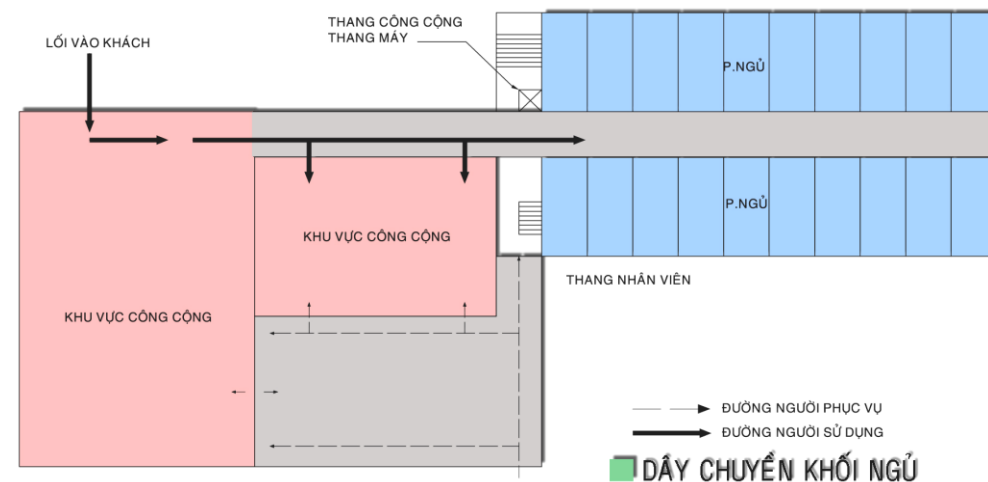 LỐI VÀO KHÁCH
THANG CÔNG CỘNG
THANG MÁY
P.NGỦ
P.NGỦ
KHU VỰC CÔNG CỘNG
THANG NHÂN VIÊN
KHU VỰC CÔNG CỘNG
ĐƯỜNG NGƯỜI PHỤC VỤ
ĐƯỜNG NGƯỜI SỬ DỤNG
DÂY CHUYỀN KHỐI NGỦ